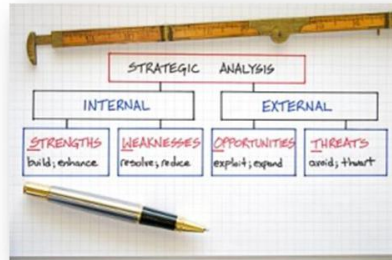 STRATEGIC ANALYSIS
INTERNAL
EXTERNAL
STRENGTHS
build; enhance
WEAKNESSES
resolve; reduce
OPPORTUNITIES
exploit; expand
THREATS
avoid; thwart